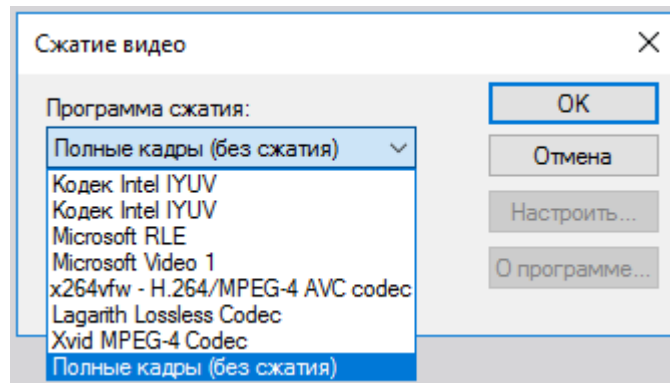 Сжатие видео
Программа сжатия:
Полные кадры (без сжатия)
Кодек Intel IYUV
Кодек Intel IYUV
Microsoft RLE
Microsoft Video 1
x264vfw - H.264/MPEG-4 AVC codec
Lagarith Lossless Codec
Xvid MPEG-4 Codec
Полные кадры (без сжатия)
OK
Отмена
Настроить...
О программе...